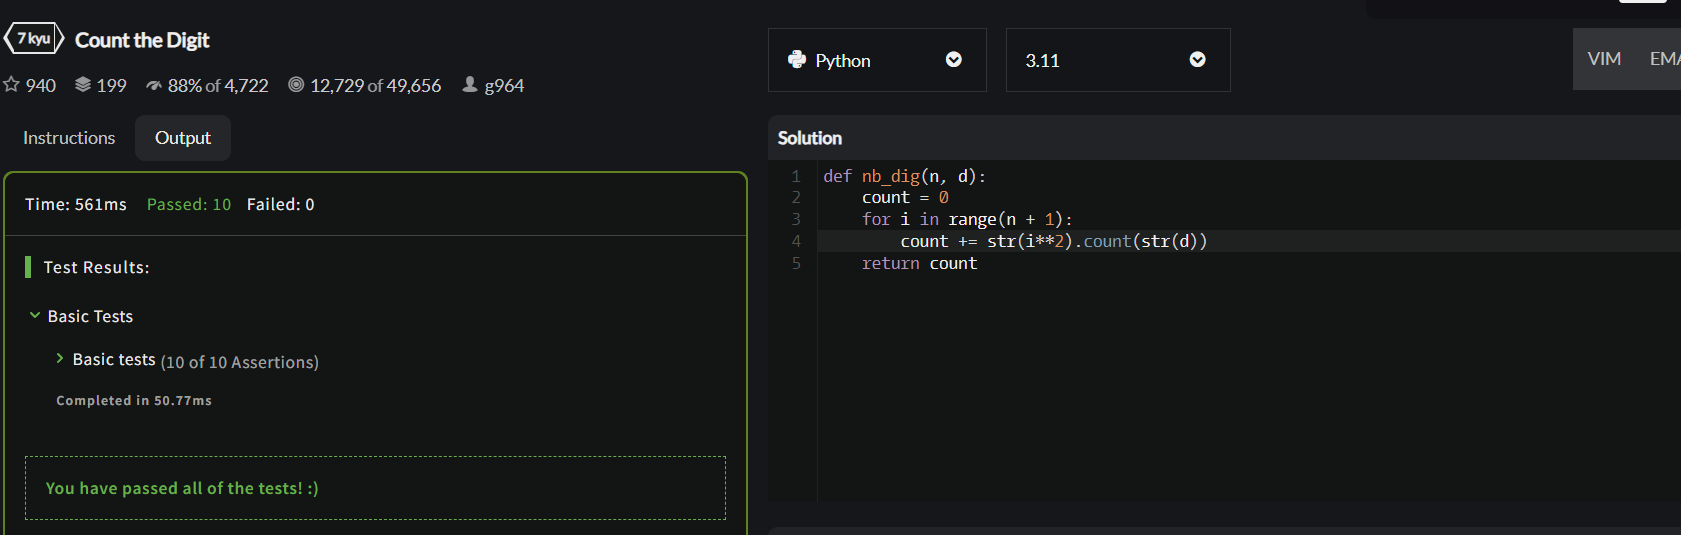 7 kyu Count the Digit
940 199 88% of 4,722 12,729 of 49,656 g964
Instructions Output
Time: 561ms Passed: 10 Failed: 0
Test Results:
Basic Tests
Basic tests (10 of 10 Assertions)
Completed in 50.77ms
You have passed all of the tests! :)
Python 3.11 VIM EMA
Solution
1 def nb_dig(n, d):
2     count = 0
3     for i in range(n + 1):
4         count += str(i**2).count(str(d))
5     return count